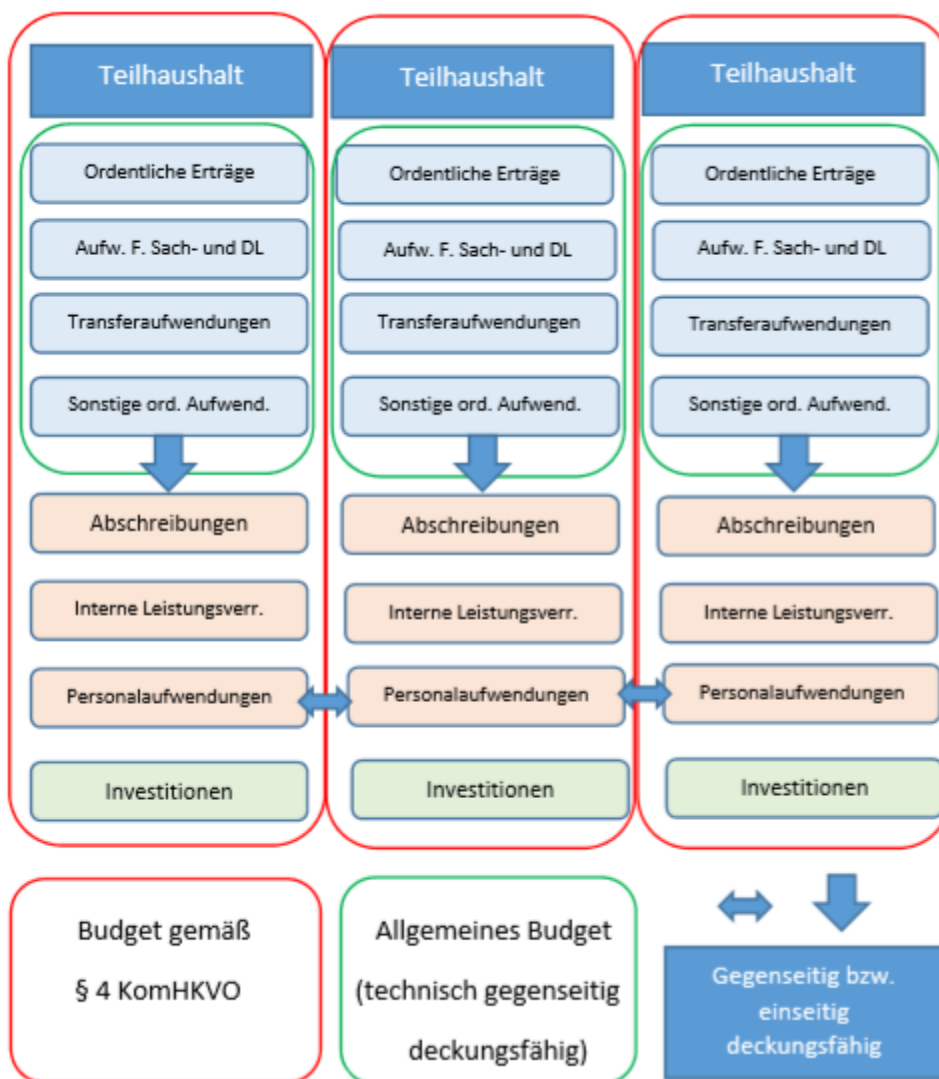 Teilhaushalt
Ordentliche Erträge
Aufw. F. Sach- und DL
Transferaufwendungen
Sonstige ord. Aufwend.
Abschreibungen
Interne Leistungsverr.
Personalaufwendungen
Investitionen
Teilhaushalt
Ordentliche Erträge
Aufw. F. Sach- und DL
Transferaufwendungen
Sonstige ord. Aufwend.
Abschreibungen
Interne Leistungsverr.
Personalaufwendungen
Investitionen
Teilhaushalt
Ordentliche Erträge
Aufw. F. Sach- und DL
Transferaufwendungen
Sonstige ord. Aufwend.
Abschreibungen
Interne Leistungsverr.
Personalaufwendungen
Investitionen
Budget gemäß
§ 4 KomHKVO
Allgemeines Budget
(technisch gegenseitig
deckungsfähig)
Gegenseitig bzw.
einseitig
deckungsfähig